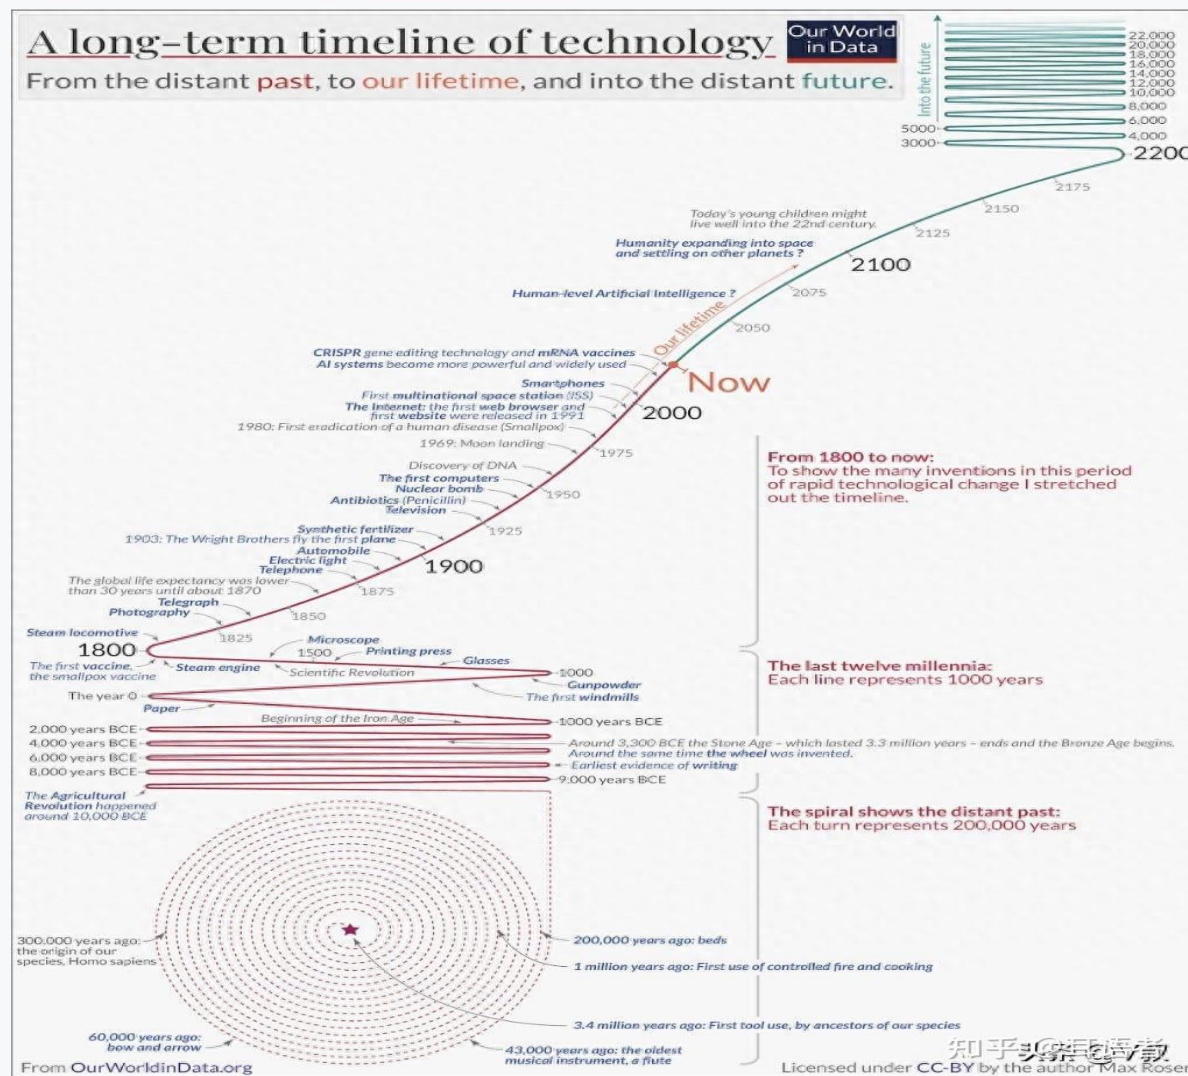 A long-term timeline of technology
Our World
in Data
From the distant past, to our lifetime, and into the distant future.
Into the future
22,000
20,000
18,000
16,000
14,000
12,000
10,000
8,000
6,000
5000
4,000
3000
2200
2175
2150
Today's young children might
live well into the 22nd century.
2125
Humanity expanding into space
and settling on other planets ?
2100
Human-level Artificial Intelligence ?
2075
Our lifetime
2050
CRISPR gene editing technology and mRNA vaccines
AI systems become more powerful and widely used
Now
Smartphones
First multinational space station (ISS)
The Internet: the first web browser and
first website were released in 1991
2000
1980: First eradication of a human disease (Smallpox)
1969: Moon landing
1975
From 1800 to now:
To show the many inventions in this period
of rapid technological change I stretched
out the timeline.
Discovery of DNA
The first computers
Nuclear bomb
1950
Antibiotics (Penicillin)
Television
Synthetic fertilizer
1925
1903: The Wright Brothers fly the first plane
Automobile
Electric light
1900
Telephone
The global life expectancy was lower
than 30 years until about 1870
1875
Telegraph
Photography
1850
Steam locomotive
1825
1800
Microscope
1500
Printing press
Glasses
The first vaccine,
the smallpox vaccine
Steam engine
Scientific Revolution
1000
The last twelve millennia:
Each line represents 1000 years
Gunpowder
The year 0
The first windmills
Paper
Beginning of the Iron Age
1000 years BCE
2,000 years BCE
4,000 years BCE
Around 3,300 BCE the Stone Age – which lasted 3.3 million years – ends and the Bronze Age begins.
Around the same time the wheel was invented.
6,000 years BCE
Earliest evidence of writing
8,000 years BCE
9,000 years BCE
The Agricultural
Revolution happened
around 10,000 BCE
The spiral shows the distant past:
Each turn represents 200,000 years
300,000 years ago:
the origin of our
species, Homo sapiens
200,000 years ago: beds
1 million years ago: First use of controlled fire and cooking
3.4 million years ago: First tool use, by ancestors of our species
60,000 years ago:
bow and arrow
43,000 years ago: the oldest
musical instrument, a flute
From OurWorldinData.org
Licensed under CC-BY by the author Max Roser
知乎
头条